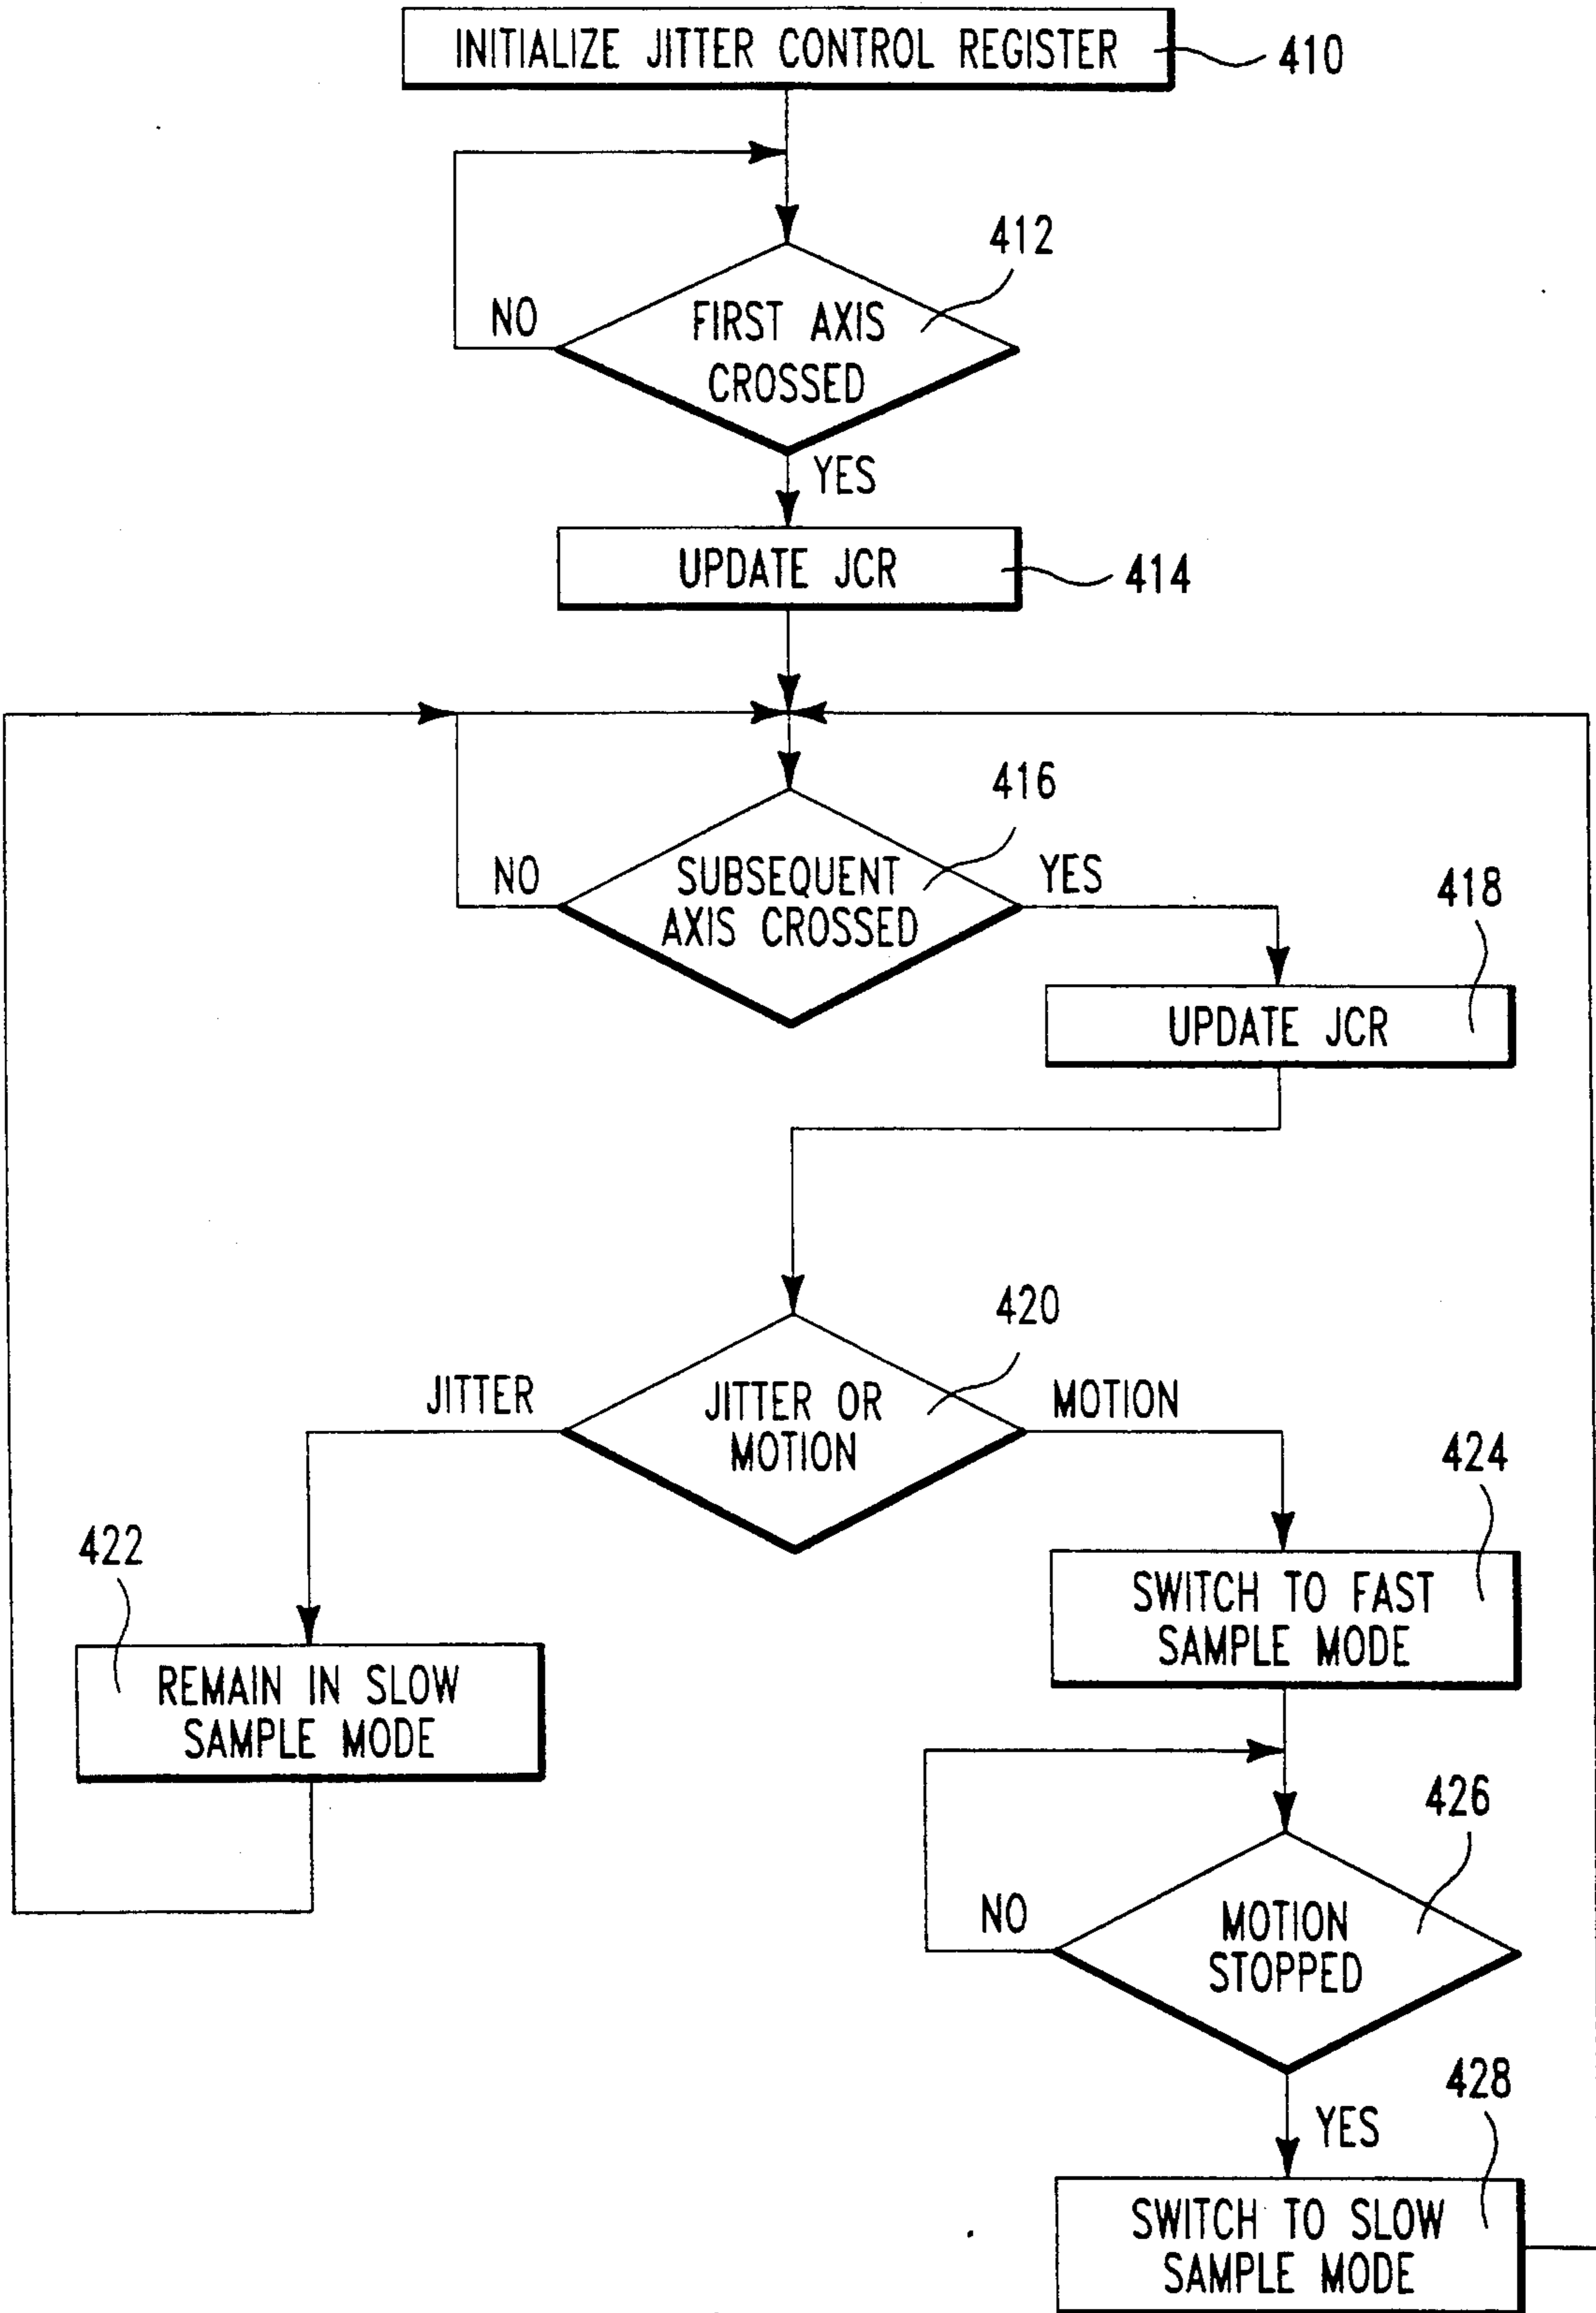 INITIALIZE JITTER CONTROL REGISTER
410
412
NO
FIRST AXIS
CROSSED
YES
UPDATE JCR
414
416
NO
SUBSEQUENT
AXIS CROSSED
YES
418
UPDATE JCR
420
JITTER
JITTER OR
MOTION
MOTION
424
422
SWITCH TO FAST
SAMPLE MODE
REMAIN IN SLOW
SAMPLE MODE
426
NO
MOTION
STOPPED
428
YES
SWITCH TO SLOW
SAMPLE MODE